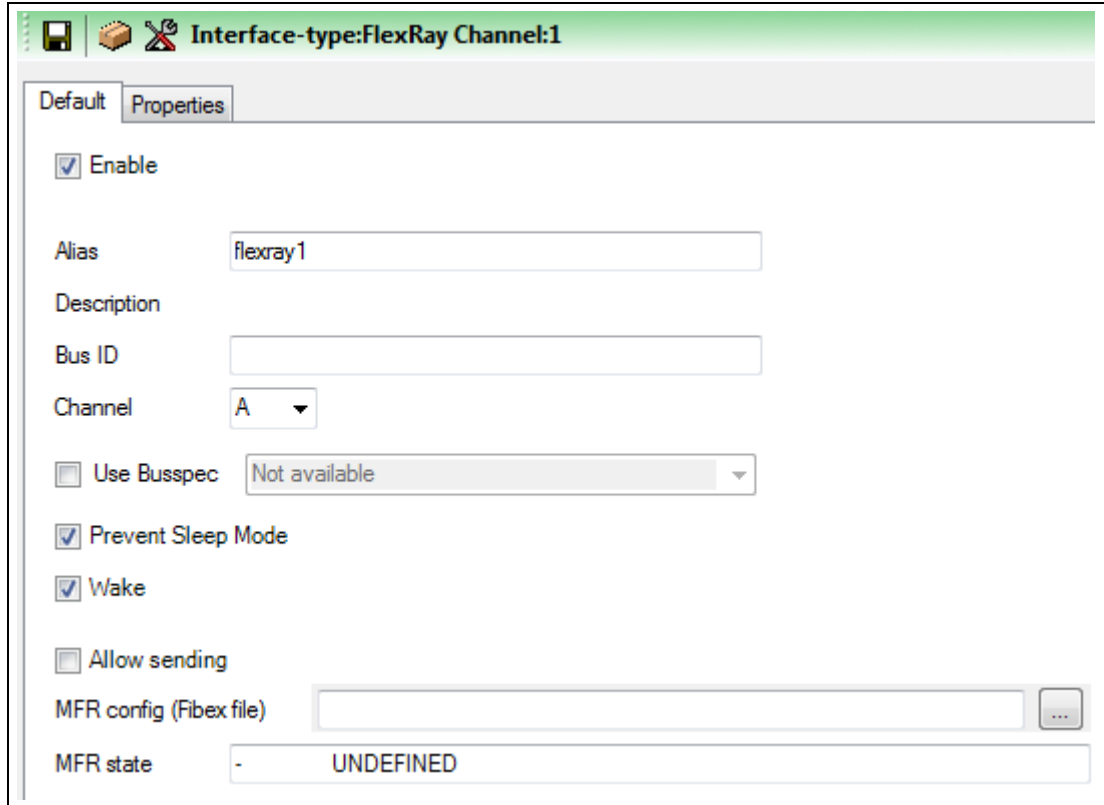 Interface-type:FlexRay Channel:1
Default Properties
Enable
Alias flexray1
Description
Bus ID
Channel A
Use Busspec Not available
Prevent Sleep Mode
Wake
Allow sending
MFR config (Fibex file) ...
MFR state - UNDEFINED